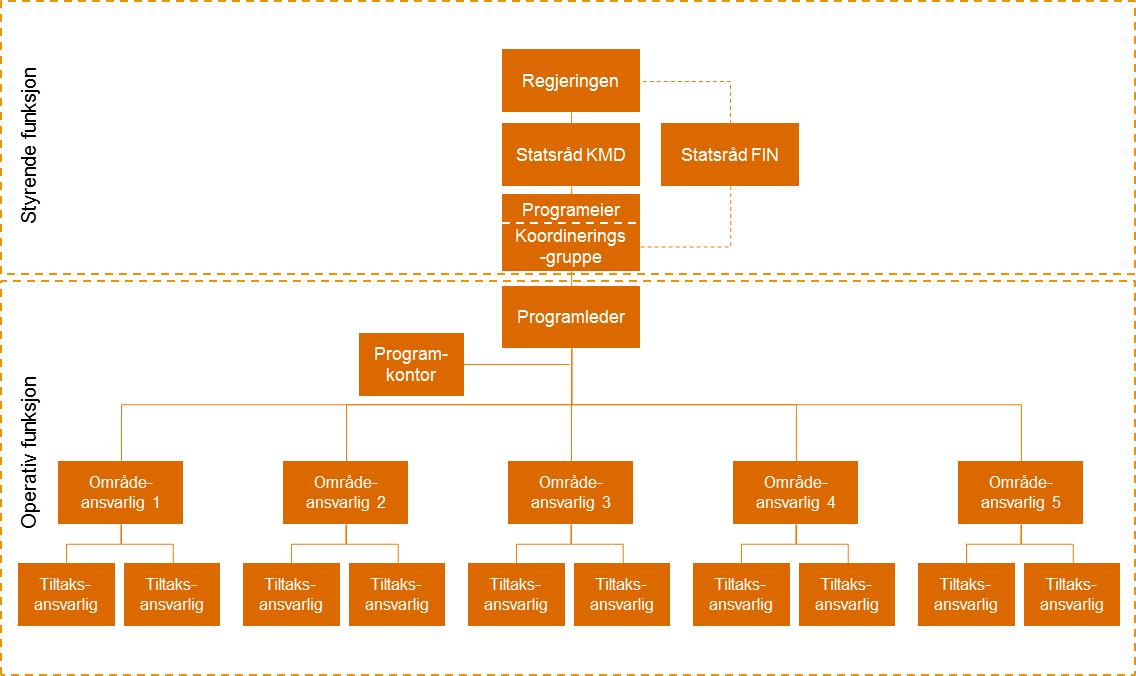 Styrende funksjon
Regjeringen
Statsråd KMD
Statsråd FIN
Programeier
Koordinerings
-gruppe
Operativ funksjon
Programleder
Program-
kontor
Område-
ansvarlig 1
Område-
ansvarlig 2
Område-
ansvarlig 3
Område-
ansvarlig 4
Område-
ansvarlig 5
Tiltaks-
ansvarlig
Tiltaks-
ansvarlig
Tiltaks-
ansvarlig
Tiltaks-
ansvarlig
Tiltaks-
ansvarlig
Tiltaks-
ansvarlig
Tiltaks-
ansvarlig
Tiltaks-
ansvarlig
Tiltaks-
ansvarlig
Tiltaks-
ansvarlig